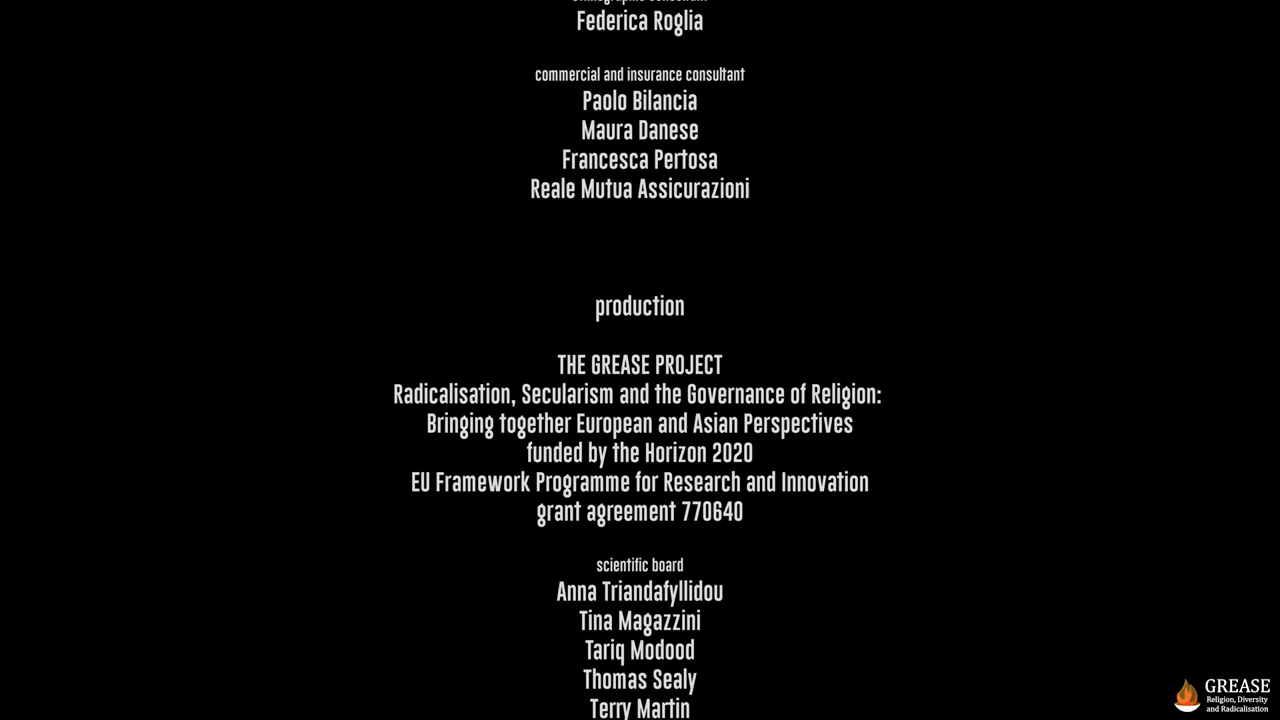 Federica Roglia
commercial and insurance consultant
Paolo Bilancia
Maura Danese
Francesca Pertosa
Reale Mutua Assicurazioni
production
THE GREASE PROJECT
Radicalisation, Secularism and the Governance of Religion:
Bringing together European and Asian Perspectives
funded by the Horizon 2020
EU Framework Programme for Research and Innovation
grant agreement 770640
scientific board
Anna Triandafyllidou
Tina Magazzini
Tariq Modood
Thomas Sealy
Terry Martin
GREASE
Religion, Diversity
and Radicalisation